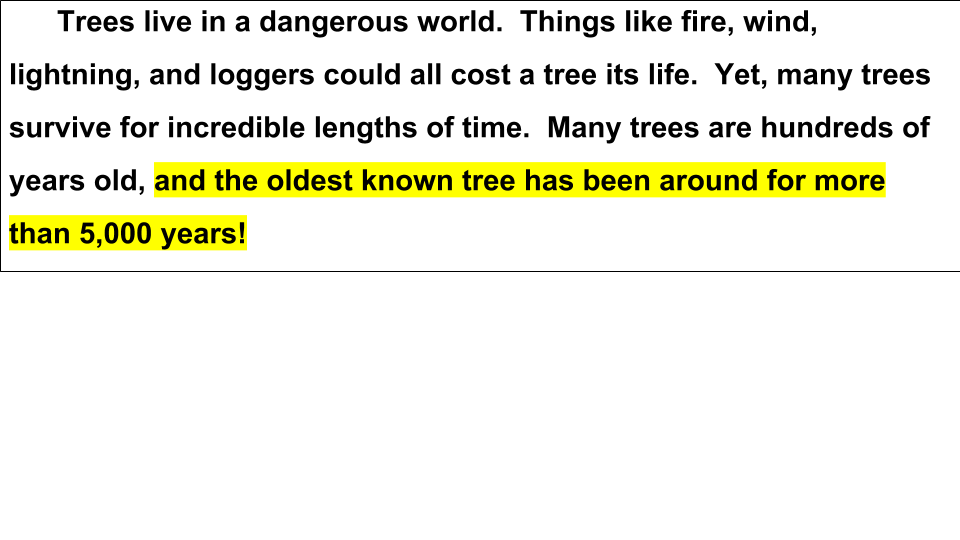 Trees live in a dangerous world.  Things like fire, wind,
lightning, and loggers could all cost a tree its life.  Yet, many trees
survive for incredible lengths of time.  Many trees are hundreds of
years old, and the oldest known tree has been around for more
than 5,000 years!